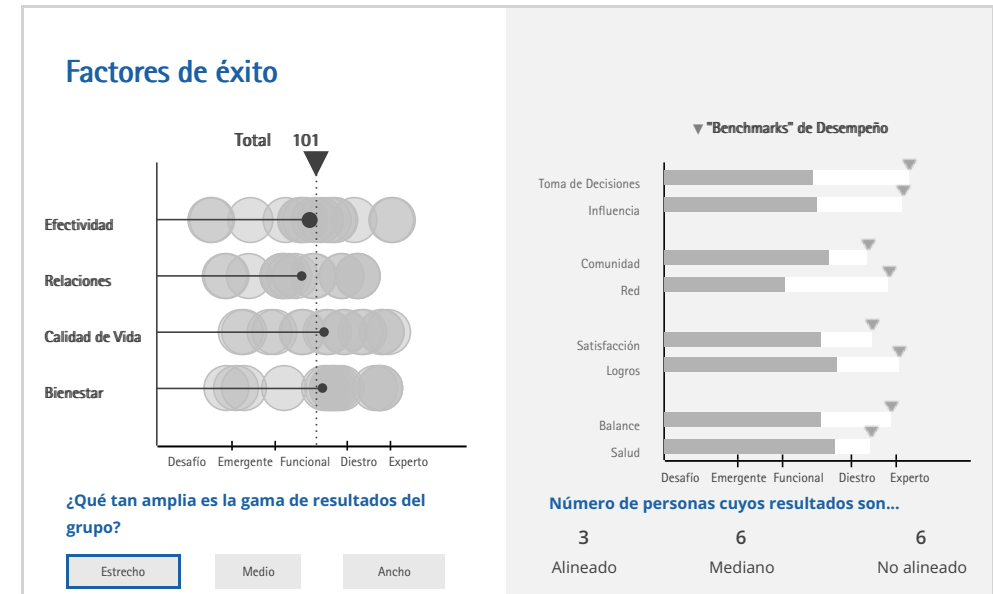 Factores de éxito
Total 101
Efectividad
Relaciones
Calidad de Vida
Bienestar
Desafío Emergente Funcional Diestro Experto
¿Qué tan amplia es la gama de resultados del
grupo?
Estrecho Medio Ancho
"Benchmarks" de Desempeño
Toma de Decisiones
Influencia
Comunidad
Red
Satisfacción
Logros
Balance
Salud
Desafío Emergente Funcional Diestro Experto
Número de personas cuyos resultados son...
3 6 6
Alineado Mediano No alineado